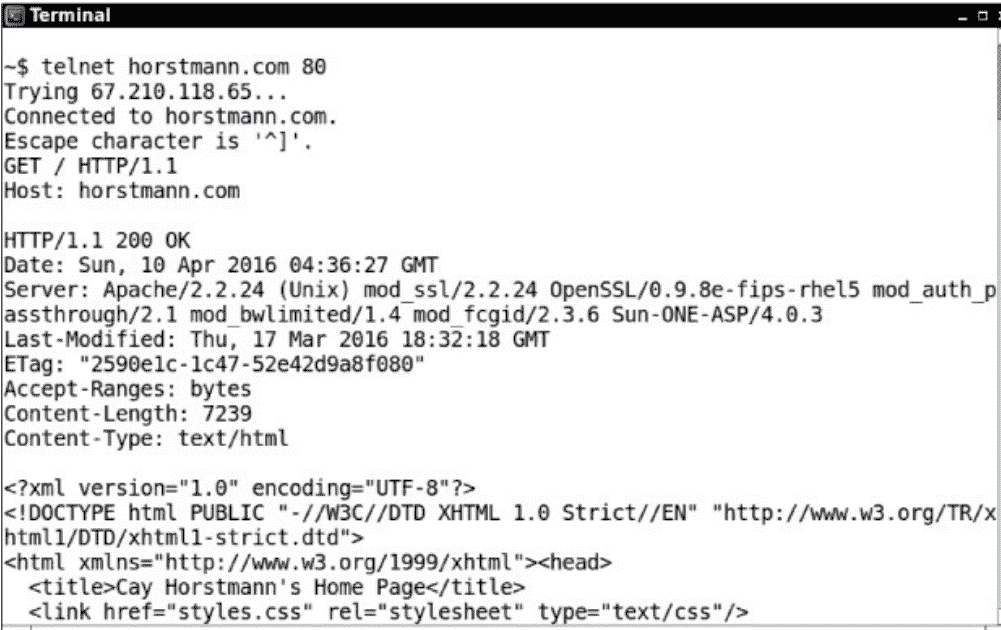 Terminal
~$ telnet horstmann.com 80
Trying 67.210.118.65...
Connected to horstmann.com.
Escape character is '^]'.
GET / HTTP/1.1
Host: horstmann.com
HTTP/1.1 200 OK
Date: Sun, 10 Apr 2016 04:36:27 GMT
Server: Apache/2.2.24 (Unix) mod_ssl/2.2.24 OpenSSL/0.9.8e-fips-rhel5 mod_auth_p
assthrough/2.1 mod_bwlimited/1.4 mod_fcgid/2.3.6 Sun-ONE-ASP/4.0.3
Last-Modified: Thu, 17 Mar 2016 18:32:18 GMT
ETag: "2590e1c-1c47-52e42d9a8f080"
Accept-Ranges: bytes
Content-Length: 7239
Content-Type: text/html
<?xml version="1.0" encoding="UTF-8"?>
<!DOCTYPE html PUBLIC "-//W3C//DTD XHTML 1.0 Strict//EN" "http://www.w3.org/TR/x
html1/DTD/xhtml1-strict.dtd">
<html xmlns="http://www.w3.org/1999/xhtml"><head>
  <title>Cay Horstmann's Home Page</title>
  <link href="styles.css" rel="stylesheet" type="text/css"/>